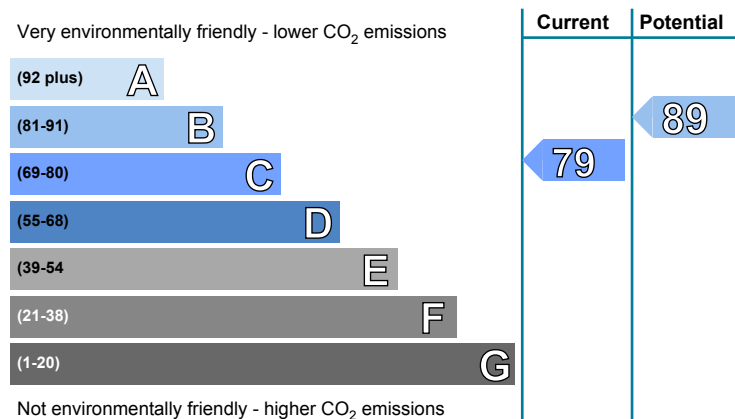 Very environmentally friendly - lower CO₂ emissions
Current
Potential
(92 plus) A
(81-91) B
(69-80) C
(55-68) D
(39-54 E
(21-38) F
(1-20) G
79
89
Not environmentally friendly - higher CO₂ emissions